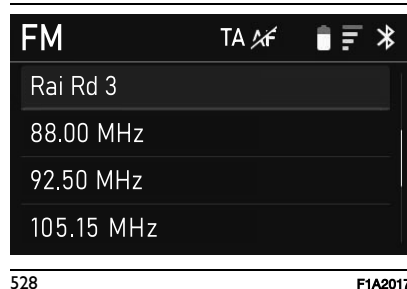 FM TA AF
Rai Rd 3
88.00 MHz
92.50 MHz
105.15 MHz
528 F1A2017